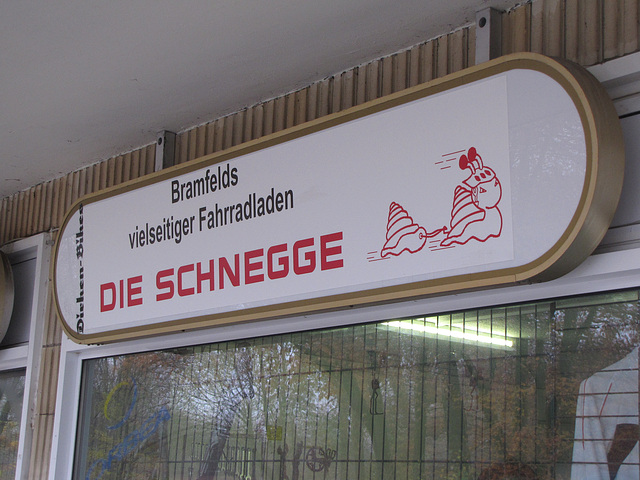 Bramfelds
vielseitiger Fahrradladen
DIE SCHNEGGE